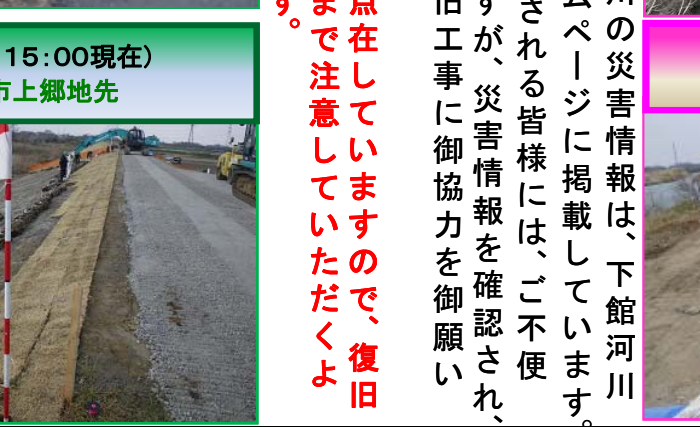 川の災害情報は、下館河川
ムページに掲載しています。
される皆様には、ご不便
すが、災害情報を確認され、
旧工事に御協力を御願い
点在していますので、復旧
まで注意していただくよ
す。
15:00現在）
市上郷地先